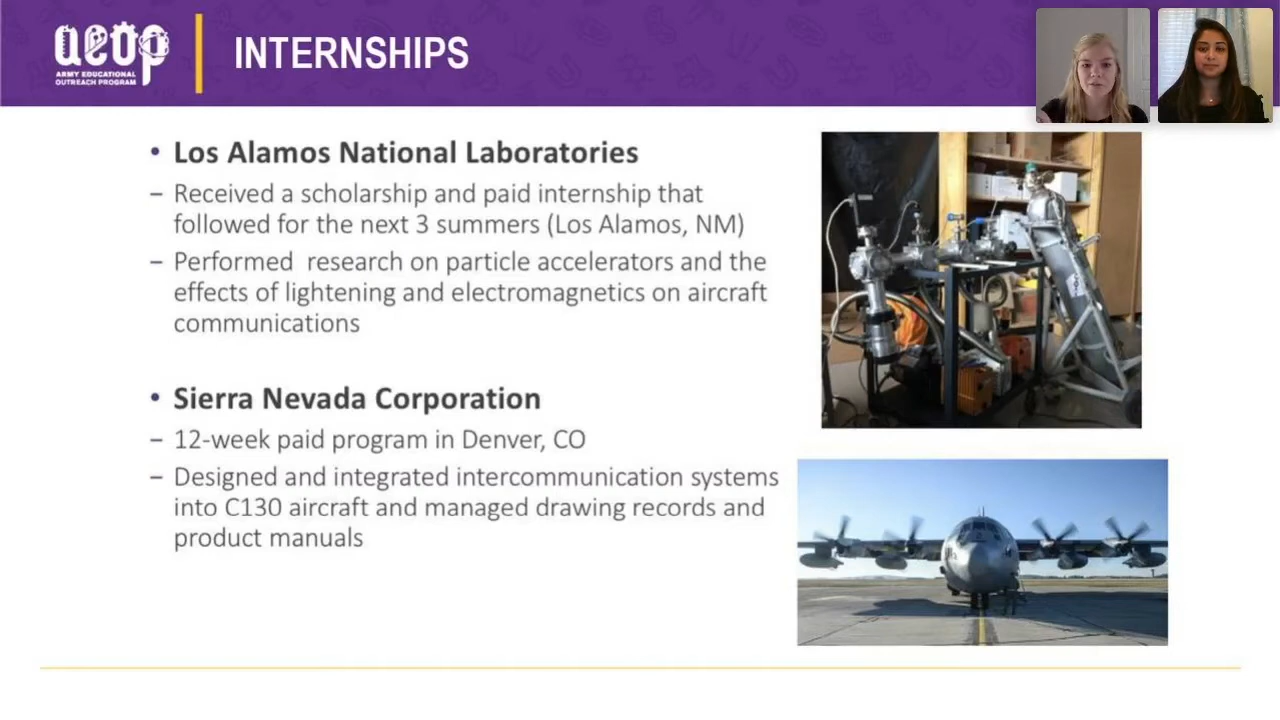 aeop
ARMY EDUCATIONAL
OUTREACH PROGRAM
INTERNSHIPS
• Los Alamos National Laboratories
– Received a scholarship and paid internship that
followed for the next 3 summers (Los Alamos, NM)
– Performed research on particle accelerators and the
effects of lightening and electromagnetics on aircraft
communications
• Sierra Nevada Corporation
– 12-week paid program in Denver, CO
– Designed and integrated intercommunication systems
into C130 aircraft and managed drawing records and
product manuals